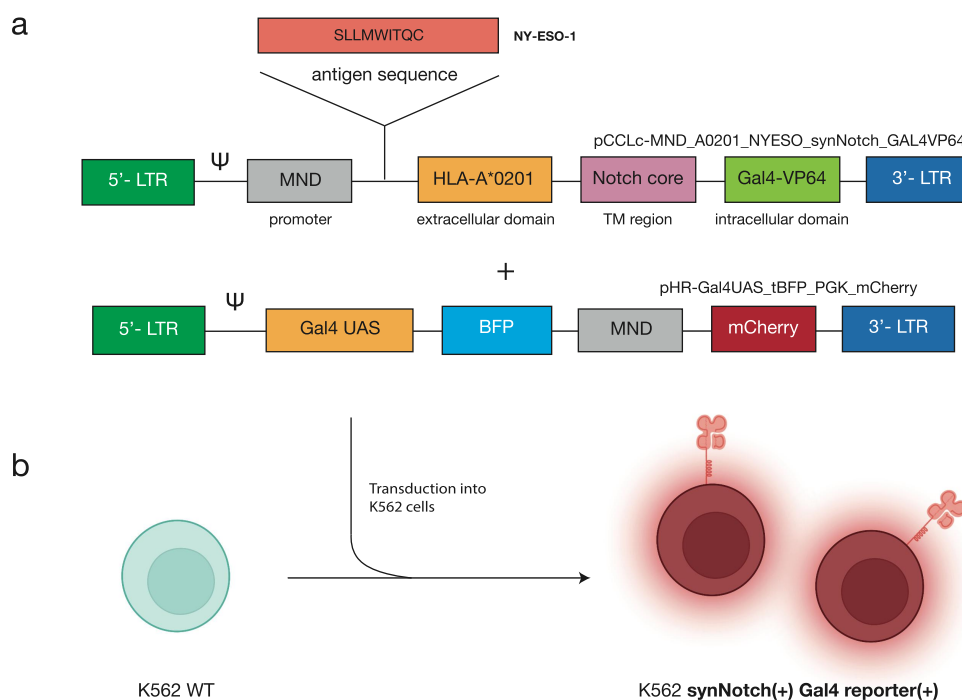 a
SLLMWITQC
NY-ESO-1
antigen sequence
pCCLc-MND_A0201_NYESO_synNotch_GAL4VP64
5'- LTR
Ψ
MND
HLA-A*0201
Notch core
Gal4-VP64
3'- LTR
promoter
extracellular domain
TM region
intracellular domain
+
pHR-Gal4UAS_tBFP_PGK_mCherry
5'- LTR
Ψ
Gal4 UAS
BFP
MND
mCherry
3'- LTR
b
Transduction into
K562 cells
K562 WT
K562 synNotch(+) Gal4 reporter(+)